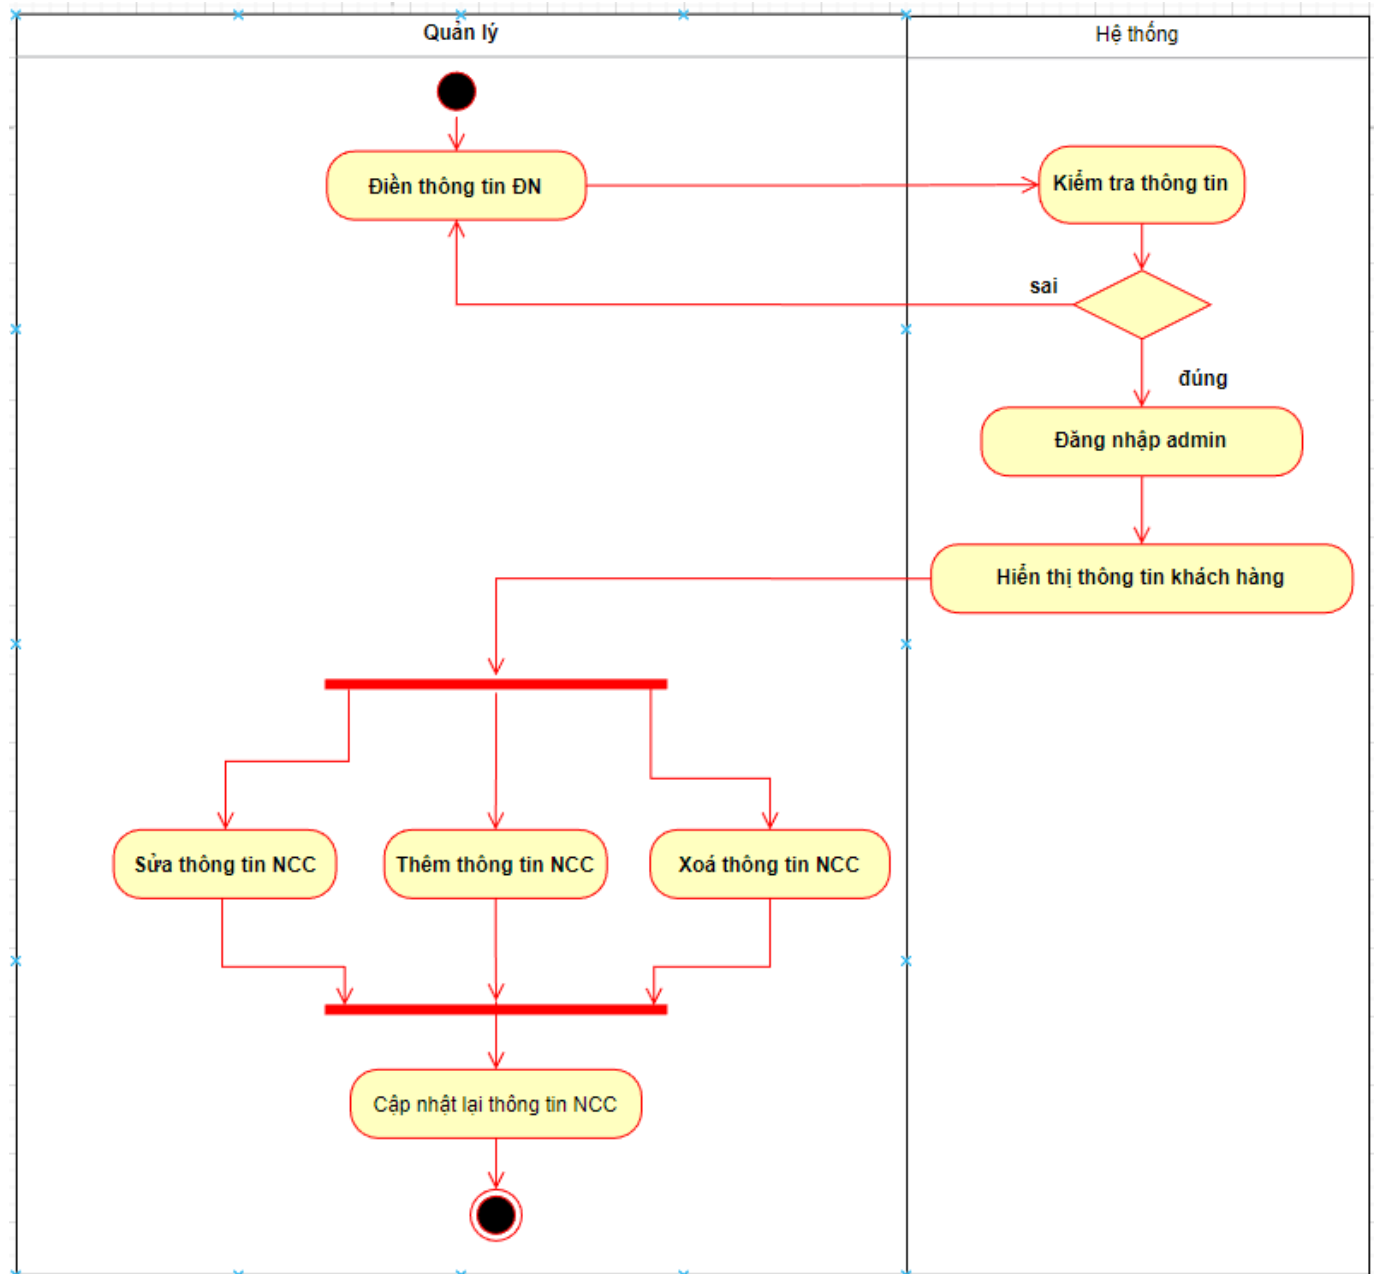 Quản lý
Hệ thống
Điền thông tin ĐN
Kiểm tra thông tin
sai
đúng
Đăng nhập admin
Hiển thị thông tin khách hàng
Sửa thông tin NCC
Thêm thông tin NCC
Xoá thông tin NCC
Cập nhật lại thông tin NCC